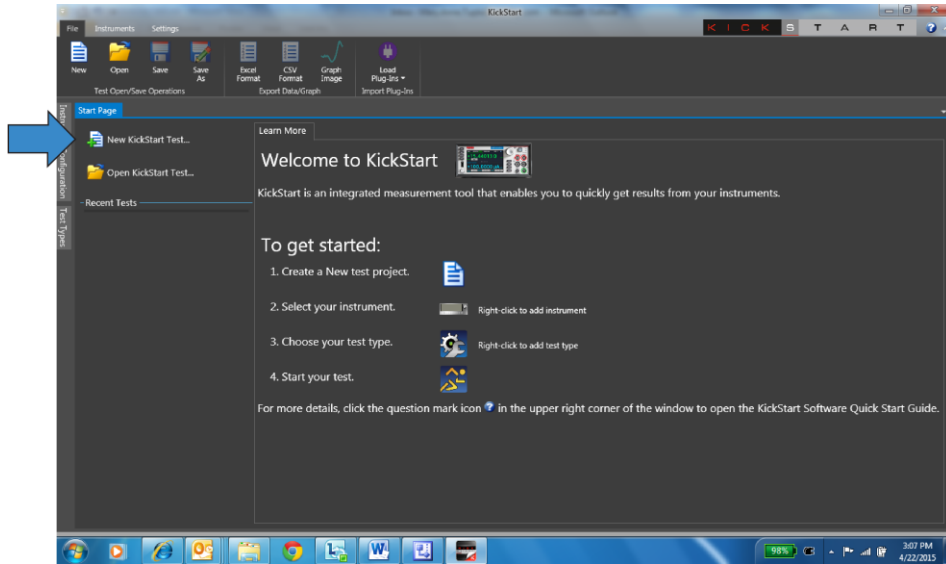 KickStart
File Instruments Settings
K I C K S T A R T
New Open Save Save As Excel Format CSV Format Graph Image Load Plug-Ins
Test Open/Save Operations Export Data/Graph Import Plug-Ins
Start Page
New KickStart Test...
Open KickStart Test...
Recent Tests
Test Types
Learn More
Welcome to KickStart
KickStart is an integrated measurement tool that enables you to quickly get results from your instruments.
To get started:
1. Create a New test project.
2. Select your instrument. Right-click to add instrument
3. Choose your test type. Right-click to add test type
4. Start your test.
For more details, click the question mark icon in the upper right corner of the window to open the KickStart Software Quick Start Guide.
98%
3:07 PM
4/22/2015